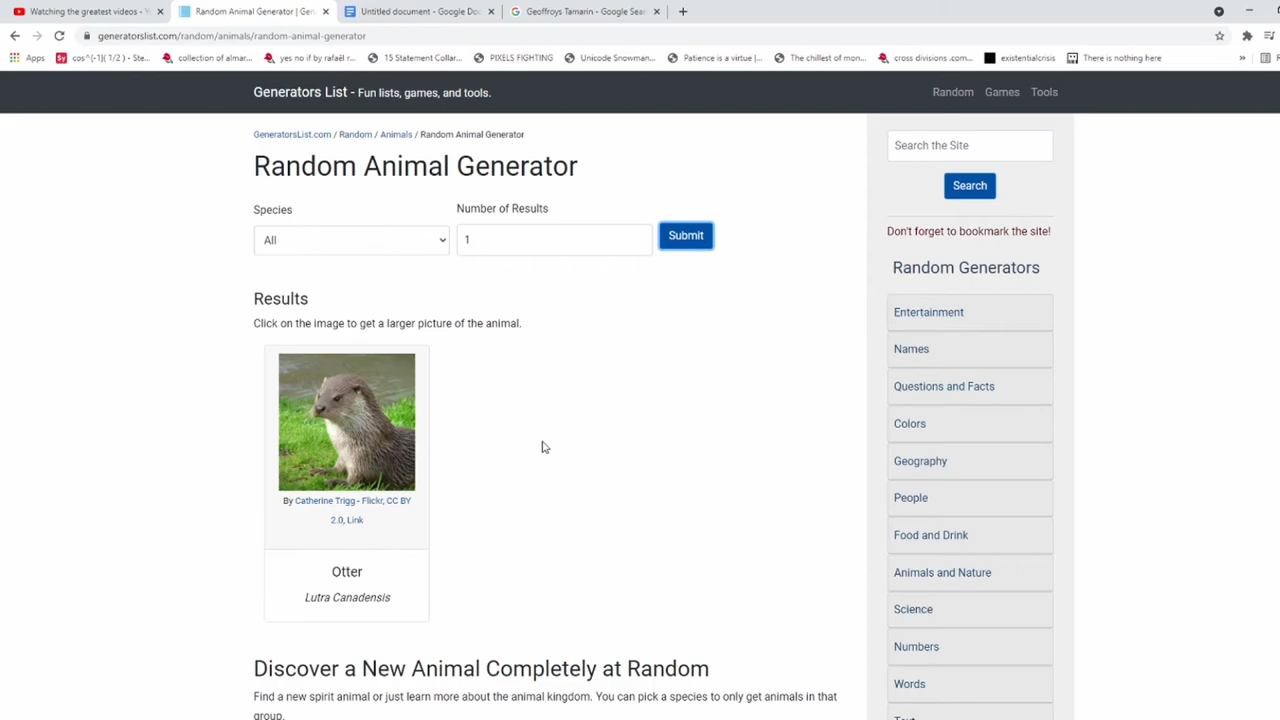 Watching the greatest videos - Y
Random Animal Generator | Gen
Untitled document - Google Doc
Geoffroys Tamarin - Google Sear
generatorslist.com/random/animals/random-animal-generator
Apps
Sy cos^{-1}( 1/2 ) - Ste...
collection of almar...
yes no if by rafaël r...
15 Statement Collar...
PIXELS FIGHTING
Unicode Snowman...
Patience is a virtue |...
The chillest of mon...
cross divisions .com...
existentialcrisis
There is nothing here
»
Generators List - Fun lists, games, and tools.
Random
Games
Tools
GeneratorsList.com / Random / Animals / Random Animal Generator
Random Animal Generator
Species
Number of Results
All
1
Submit
Results
Click on the image to get a larger picture of the animal.
By Catherine Trigg - Flickr, CC BY
2.0, Link
Otter
Lutra Canadensis
Discover a New Animal Completely at Random
Find a new spirit animal or just learn more about the animal kingdom. You can pick a species to only get animals in that
group.
Search the Site
Search
Don't forget to bookmark the site!
Random Generators
Entertainment
Names
Questions and Facts
Colors
Geography
People
Food and Drink
Animals and Nature
Science
Numbers
Words